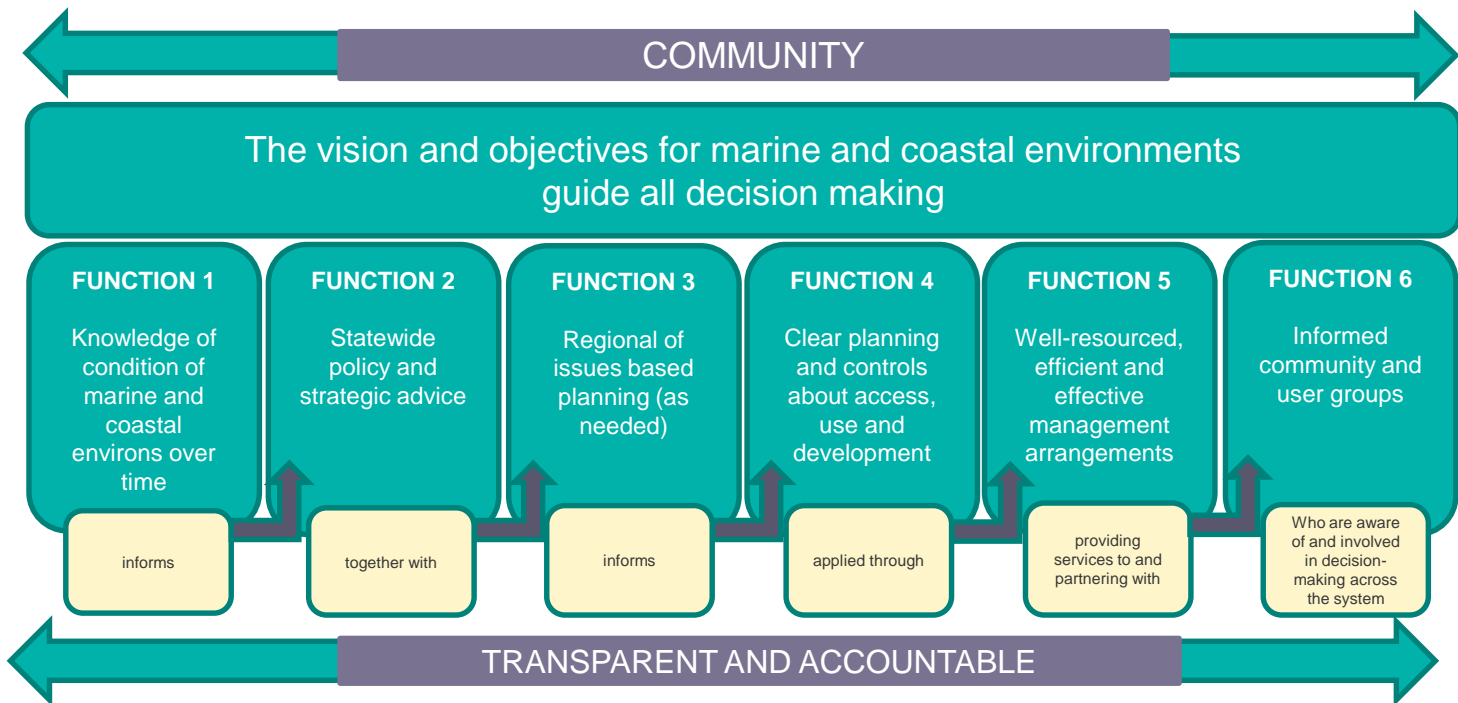 COMMUNITY
The vision and objectives for marine and coastal environments
guide all decision making
FUNCTION 1
Knowledge of
condition of
marine and
coastal
environs over
time
informs
FUNCTION 2
Statewide
policy and
strategic advice
together with
FUNCTION 3
Regional of
issues based
planning (as
needed)
informs
FUNCTION 4
Clear planning
and controls
about access,
use and
development
applied through
FUNCTION 5
Well-resourced,
efficient and
effective
management
arrangements
providing
services to and
partnering with
FUNCTION 6
Informed
community and
user groups
Who are aware
of and involved
in decision-
making across
the system
TRANSPARENT AND ACCOUNTABLE